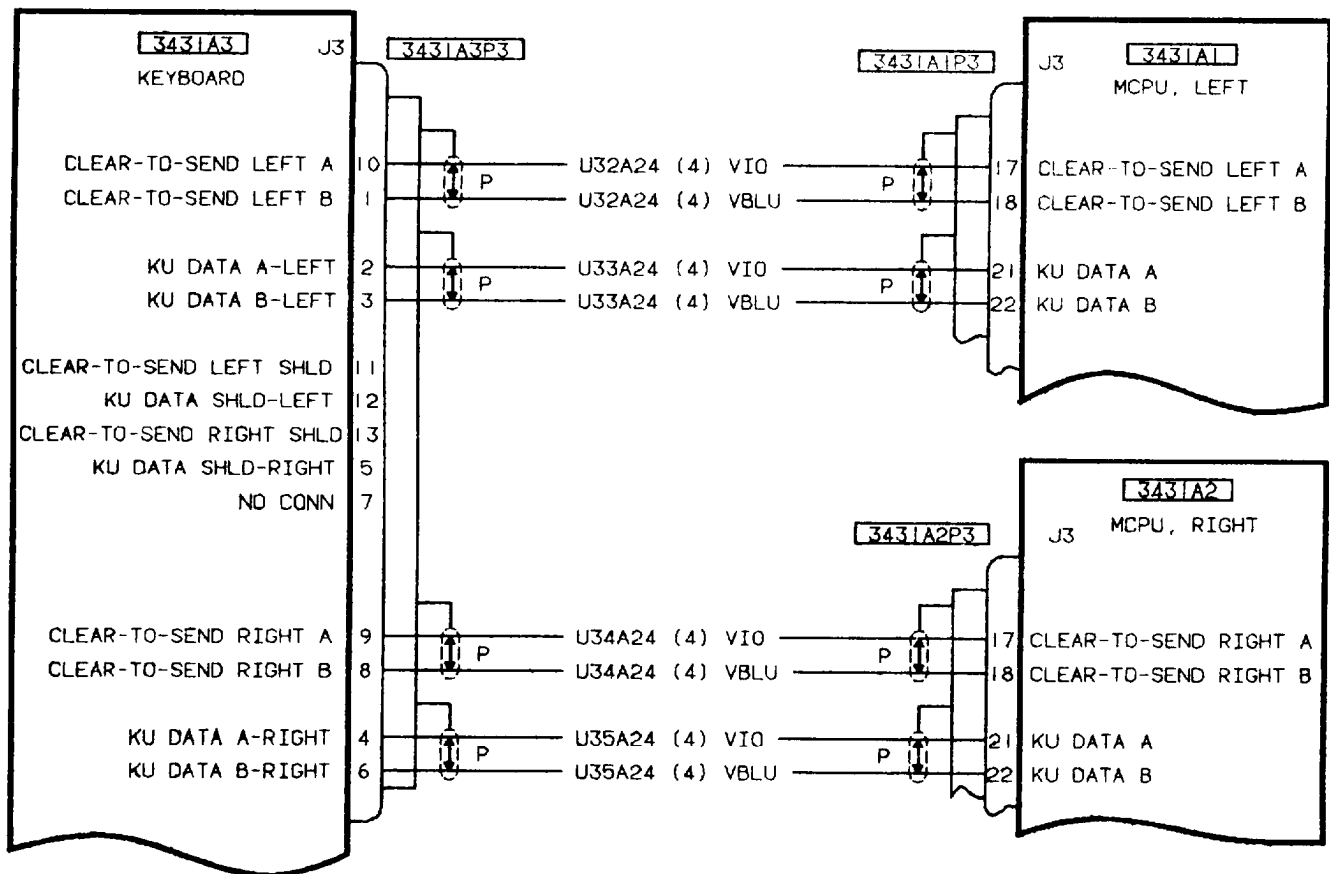 3431A3 J3 3431A3P3
KEYBOARD
CLEAR-TO-SEND LEFT A 10
CLEAR-TO-SEND LEFT B 1
KU DATA A-LEFT 2
KU DATA B-LEFT 3
CLEAR-TO-SEND LEFT SHLD 11
KU DATA SHLD-LEFT 12
CLEAR-TO-SEND RIGHT SHLD 13
KU DATA SHLD-RIGHT 5
NO CONN 7
CLEAR-TO-SEND RIGHT A 9
CLEAR-TO-SEND RIGHT B 8
KU DATA A-RIGHT 4
KU DATA B-RIGHT 6
P
U32A24 (4) VIO
U32A24 (4) VBLU
P
P
U33A24 (4) VIO
U33A24 (4) VBLU
P
P
U34A24 (4) VIO
U34A24 (4) VBLU
P
P
U35A24 (4) VIO
U35A24 (4) VBLU
P
3431A1P3 J3 3431A1
MCPU, LEFT
17 CLEAR-TO-SEND LEFT A
18 CLEAR-TO-SEND LEFT B
21 KU DATA A
22 KU DATA B
3431A2
3431A2P3 J3 MCPU, RIGHT
17 CLEAR-TO-SEND RIGHT A
18 CLEAR-TO-SEND RIGHT B
21 KU DATA A
22 KU DATA B